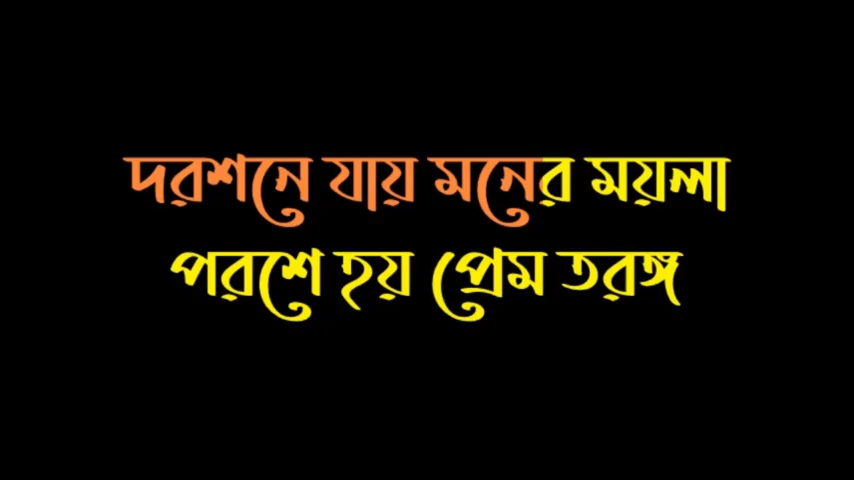 দরশনে যায় মনের ময়লা
পরশে হয় প্রেম তরঙ্গ